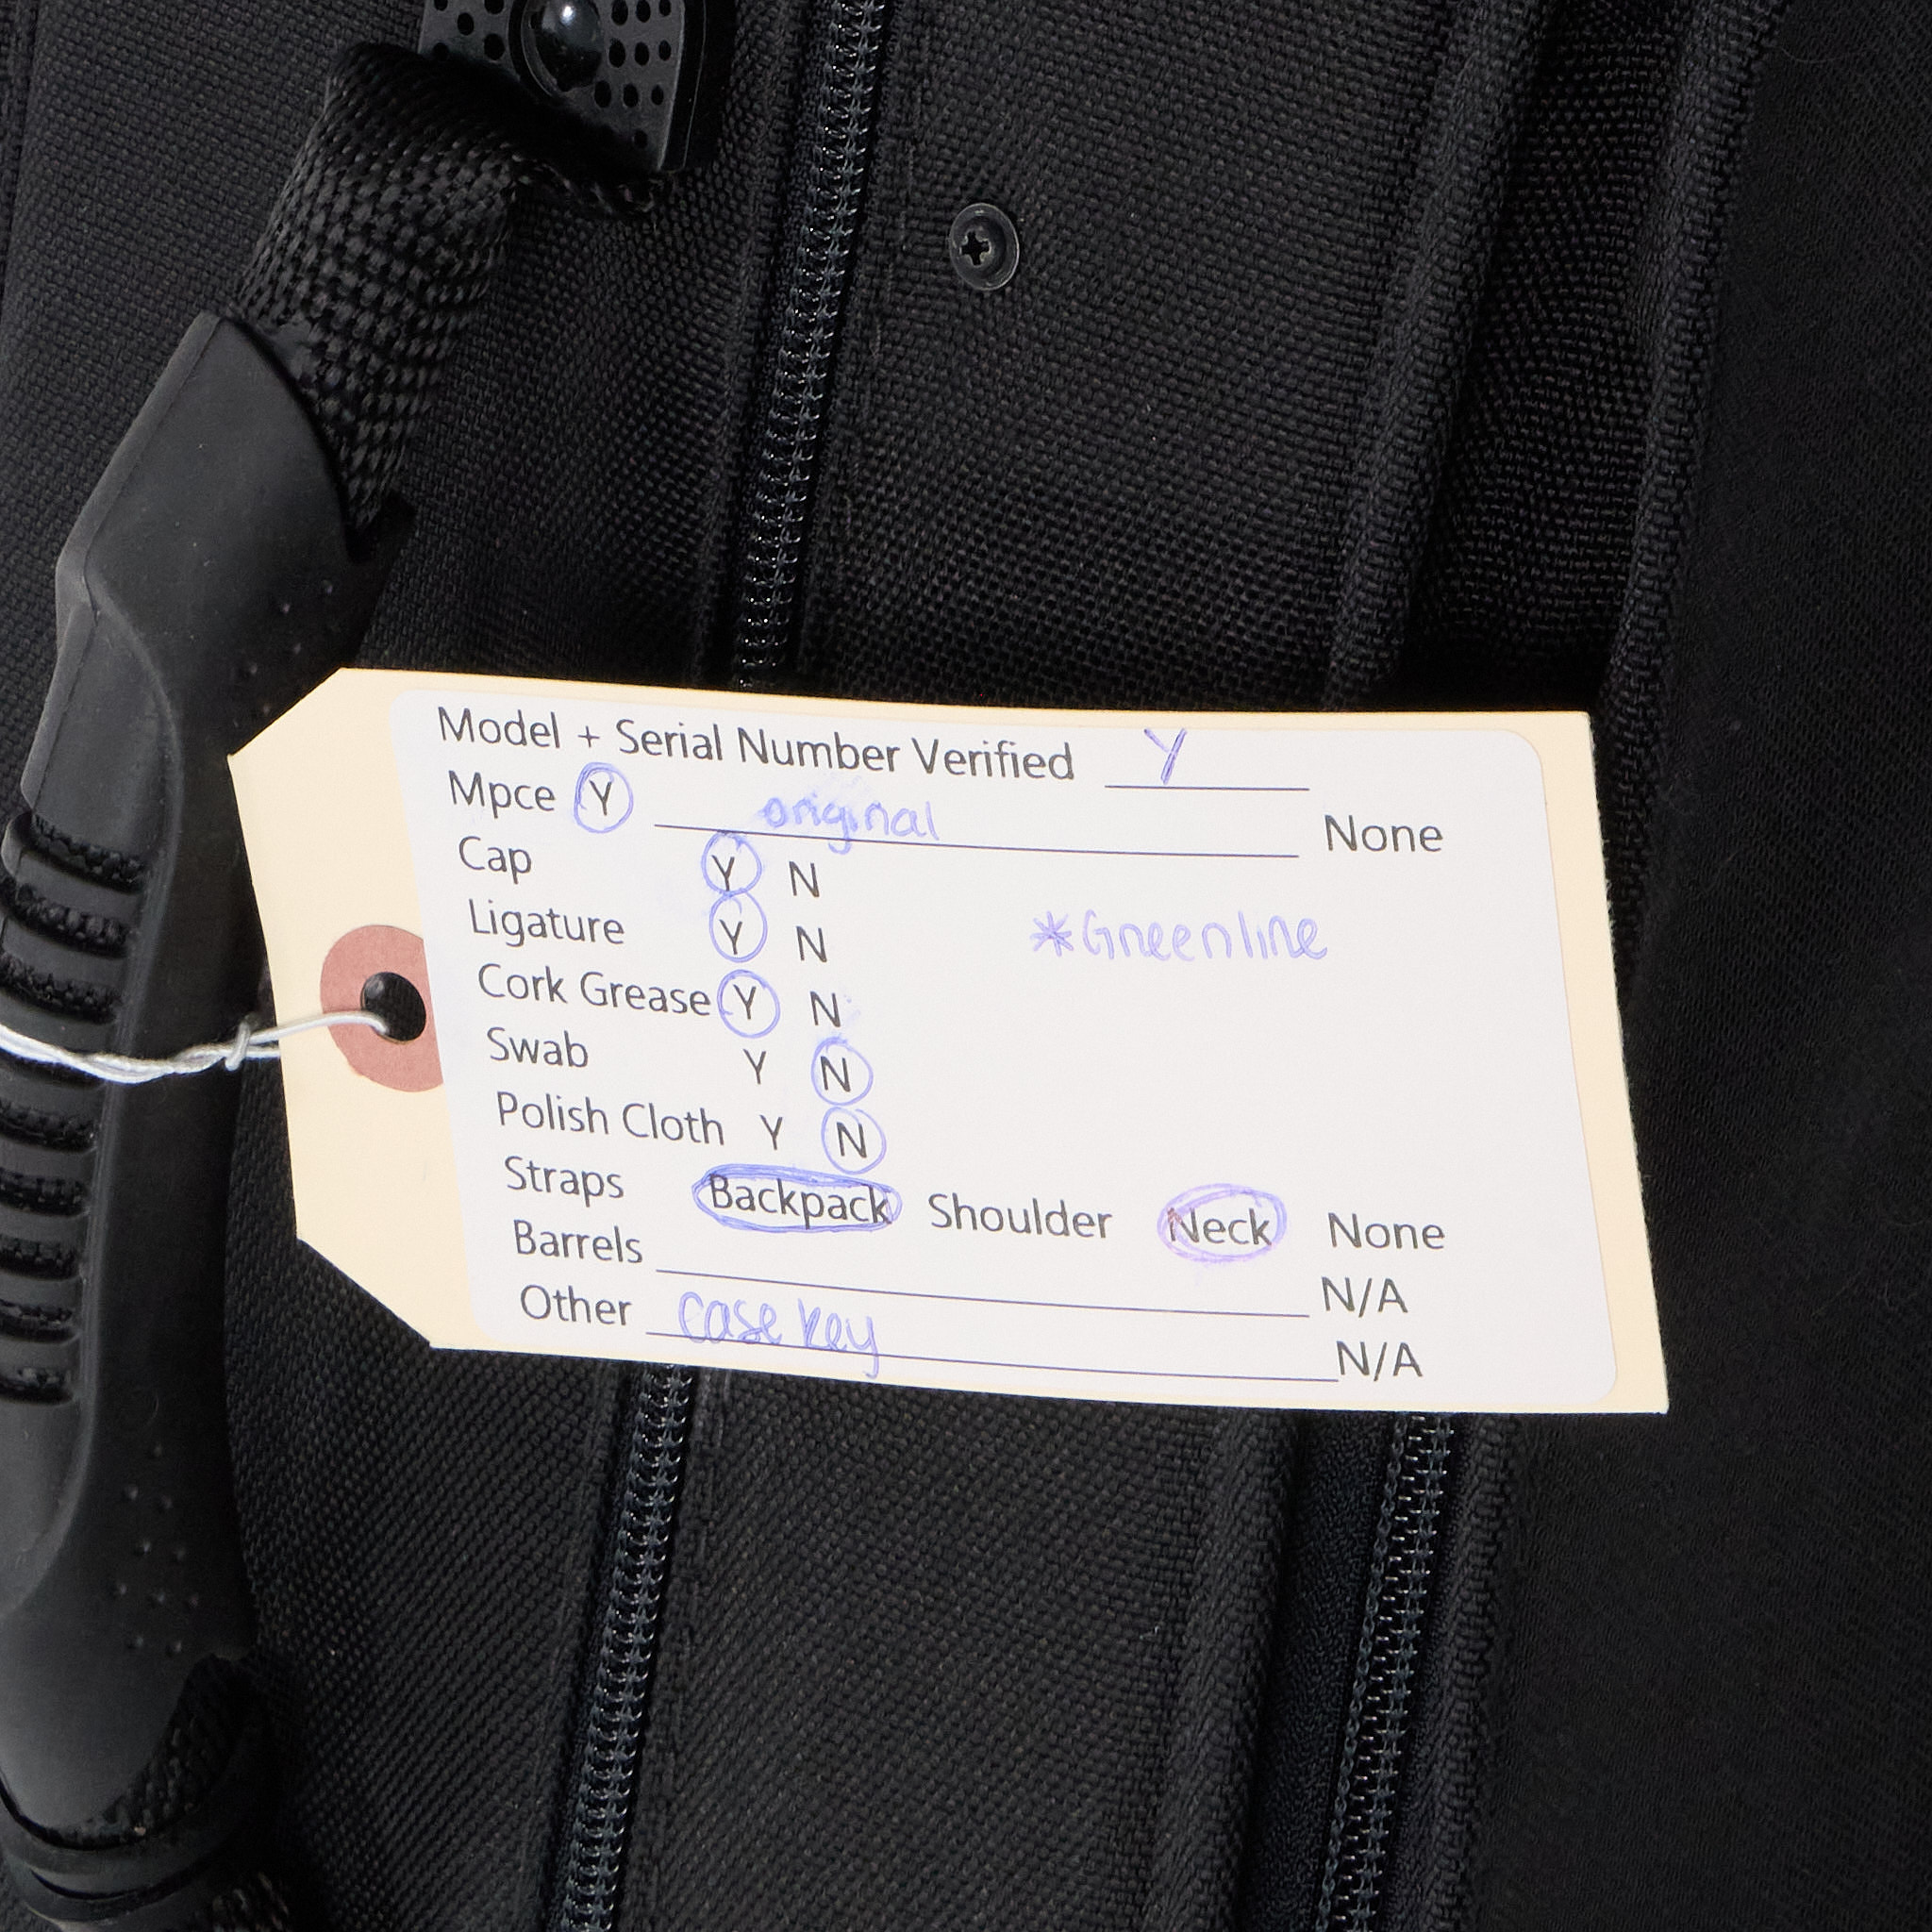 Model + Serial Number Verified Y
Mpce Y original None
Cap Y N
Ligature Y N *Greenline
Cork Grease Y N
Swab Y N
Polish Cloth Y N
Straps Backpack Shoulder Neck None
Barrels N/A
Other case key N/A